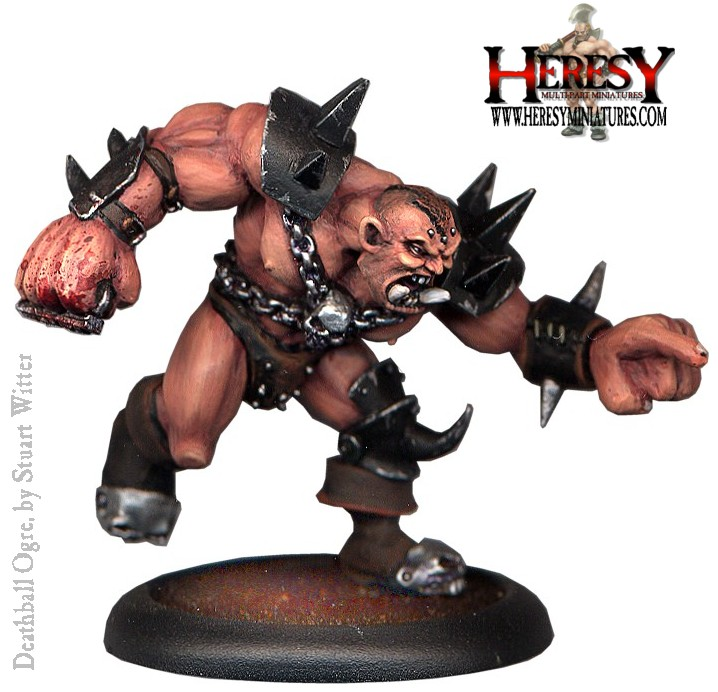 HERESY
MULTI-PART MINIATURES
WWW.HERESYMINIATURES.COM
Deathball Ogre, by Stuart Witter